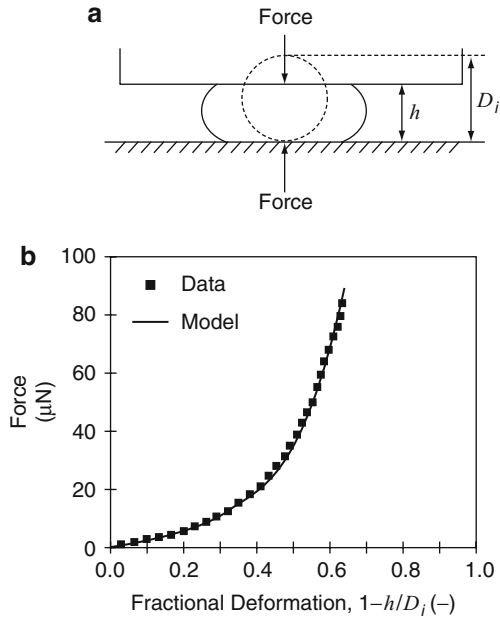 a
Force
h
D_i
Force
b
100
80
60
40
20
0
Force
(μN)
Data
Model
0
0.2
0.4
0.6
0.8
1.0
Fractional Deformation, 1–h/D_i (–)